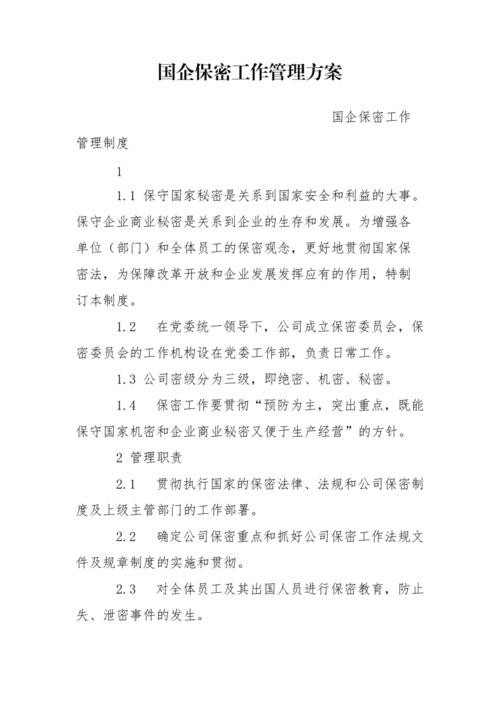 国企保密工作管理方案
国企保密工作
管理制度
1
1.1 保守国家秘密是关系到国家安全和利益的大事。
保守企业商业秘密是关系到企业的生存和发展。为增强各
单位（部门）和全体员工的保密观念，更好地贯彻国家保
密法，为保障改革开放和企业发展发挥应有的作用，特制
订本制度。
1.2 在党委统一领导下，公司成立保密委员会，保
密委员会的工作机构设在党委工作部，负责日常工作。
1.3 公司密级分为三级，即绝密、机密、秘密。
1.4 保密工作要贯彻“预防为主，突出重点，既能
保守国家机密和企业商业秘密又便于生产经营”的方针。
2 管理职责
2.1 贯彻执行国家的保密法律、法规和公司保密制
度及上级主管部门的工作部署。
2.2 确定公司保密重点和抓好公司保密工作法规文
件及规章制度的实施和贯彻。
2.3 对全体员工及其出国人员进行保密教育，防止
失、泄密事件的发生。